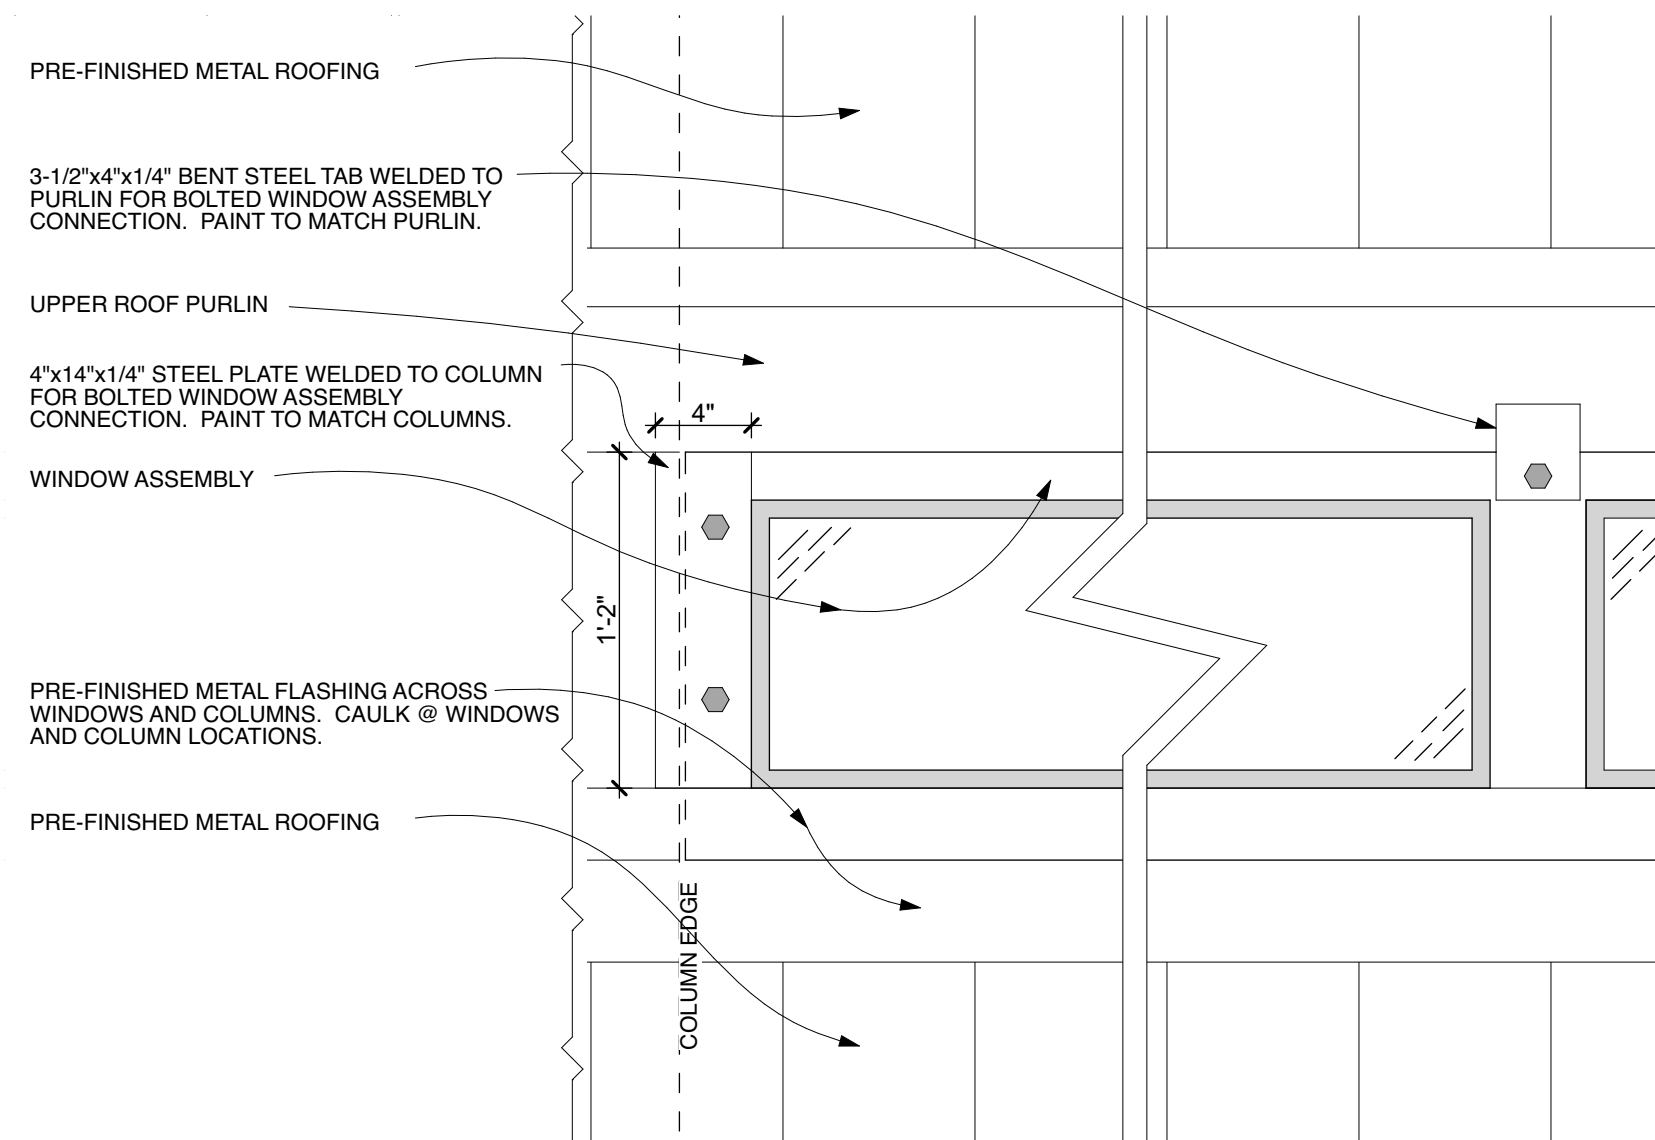 PRE-FINISHED METAL ROOFING
3-1/2"x4"x1/4" BENT STEEL TAB WELDED TO
PURLIN FOR BOLTED WINDOW ASSEMBLY
CONNECTION.  PAINT TO MATCH PURLIN.
UPPER ROOF PURLIN
4"x14"x1/4" STEEL PLATE WELDED TO COLUMN
FOR BOLTED WINDOW ASSEMBLY
CONNECTION.  PAINT TO MATCH COLUMNS.
4"
WINDOW ASSEMBLY
1'-2"
PRE-FINISHED METAL FLASHING ACROSS
WINDOWS AND COLUMNS.  CAULK @ WINDOWS
AND COLUMN LOCATIONS.
PRE-FINISHED METAL ROOFING
COLUMN EDGE